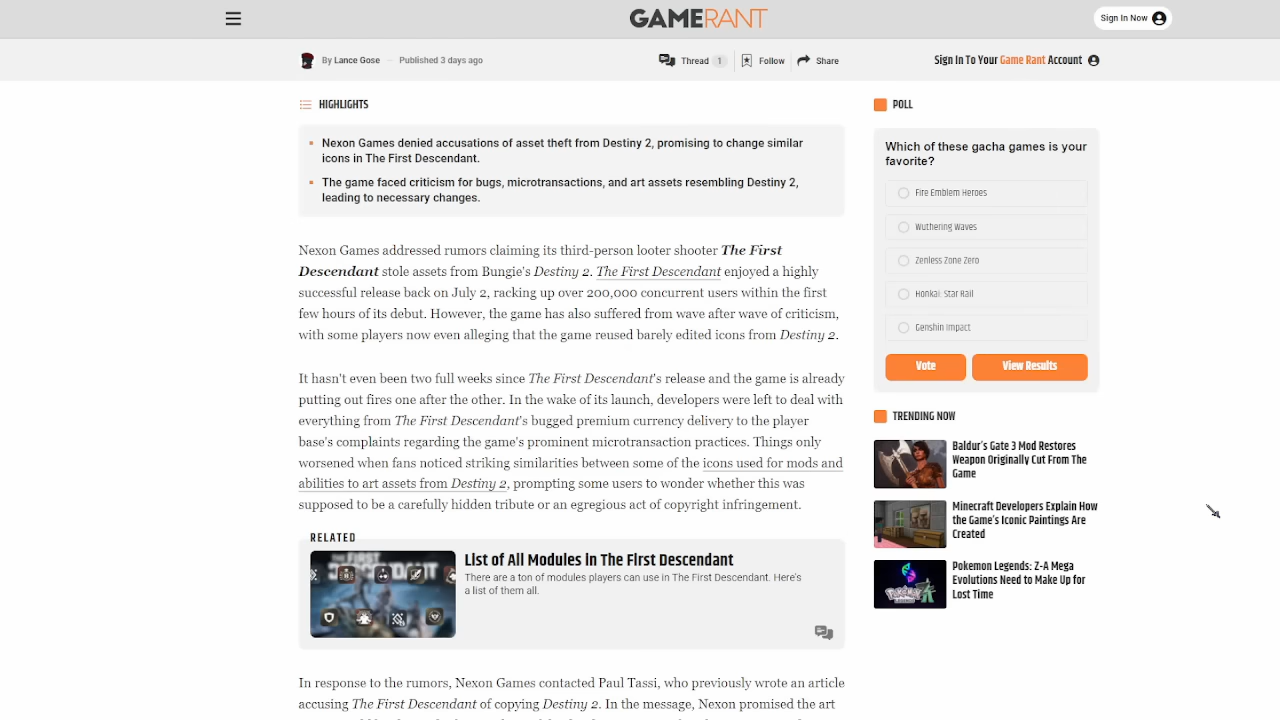 GAMERANT
Sign In Now
By Lance Gose
Published 3 days ago
Thread 1
Follow
Share
Sign In To Your Game Rant Account
HIGHLIGHTS
Nexon Games denied accusations of asset theft from Destiny 2, promising to change similar
icons in The First Descendant.
The game faced criticism for bugs, microtransactions, and art assets resembling Destiny 2,
leading to necessary changes.
Nexon Games addressed rumors claiming its third-person looter shooter The First
Descendant stole assets from Bungie's Destiny 2. The First Descendant enjoyed a highly
successful release back on July 2, racking up over 200,000 concurrent users within the first
few hours of its debut. However, the game has also suffered from wave after wave of criticism,
with some players now even alleging that the game reused barely edited icons from Destiny 2.
It hasn't even been two full weeks since The First Descendant's release and the game is already
putting out fires one after the other. In the wake of its launch, developers were left to deal with
everything from The First Descendant's bugged premium currency delivery to the player
base's complaints regarding the game's prominent microtransaction practices. Things only
worsened when fans noticed striking similarities between some of the icons used for mods and
abilities to art assets from Destiny 2, prompting some users to wonder whether this was
supposed to be a carefully hidden tribute or an egregious act of copyright infringement.
RELATED
List of All Modules in The First Descendant
There are a ton of modules players can use in The First Descendant. Here's
a list of them all.
In response to the rumors, Nexon Games contacted Paul Tassi, who previously wrote an article
accusing The First Descendant of copying Destiny 2. In the message, Nexon promised the art
POLL
Which of these gacha games is your
favorite?
Fire Emblem Heroes
Wuthering Waves
Zenless Zone Zero
Honkai: Star Rail
Genshin Impact
Vote
View Results
TRENDING NOW
Baldur's Gate 3 Mod Restores
Weapon Originally Cut From The
Game
Minecraft Developers Explain How
the Game's Iconic Paintings Are
Created
Pokemon Legends: Z-A Mega
Evolutions Need to Make Up for
Lost Time